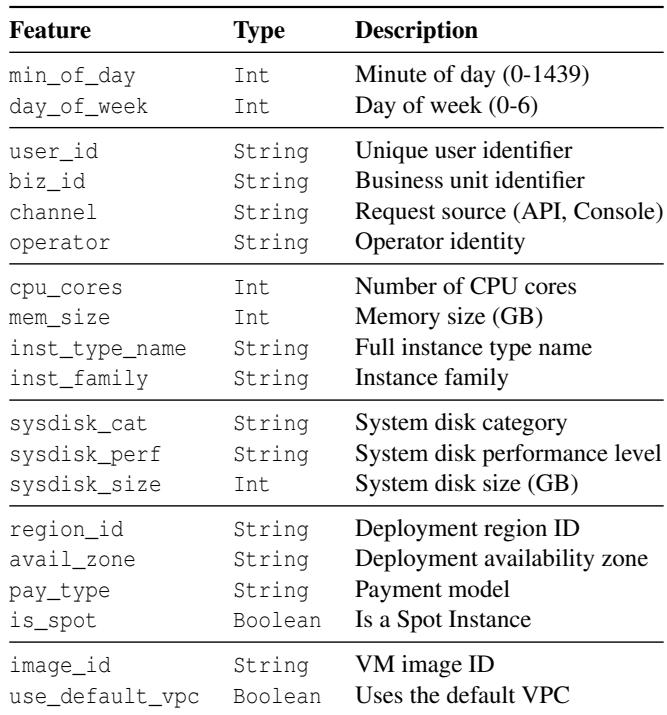 Feature Type Description
min_of_day Int Minute of day (0-1439)
day_of_week Int Day of week (0-6)
user_id String Unique user identifier
biz_id String Business unit identifier
channel String Request source (API, Console)
operator String Operator identity
cpu_cores Int Number of CPU cores
mem_size Int Memory size (GB)
inst_type_name String Full instance type name
inst_family String Instance family
sysdisk_cat String System disk category
sysdisk_perf String System disk performance level
sysdisk_size Int System disk size (GB)
region_id String Deployment region ID
avail_zone String Deployment availability zone
pay_type String Payment model
is_spot Boolean Is a Spot Instance
image_id String VM image ID
use_default_vpc Boolean Uses the default VPC